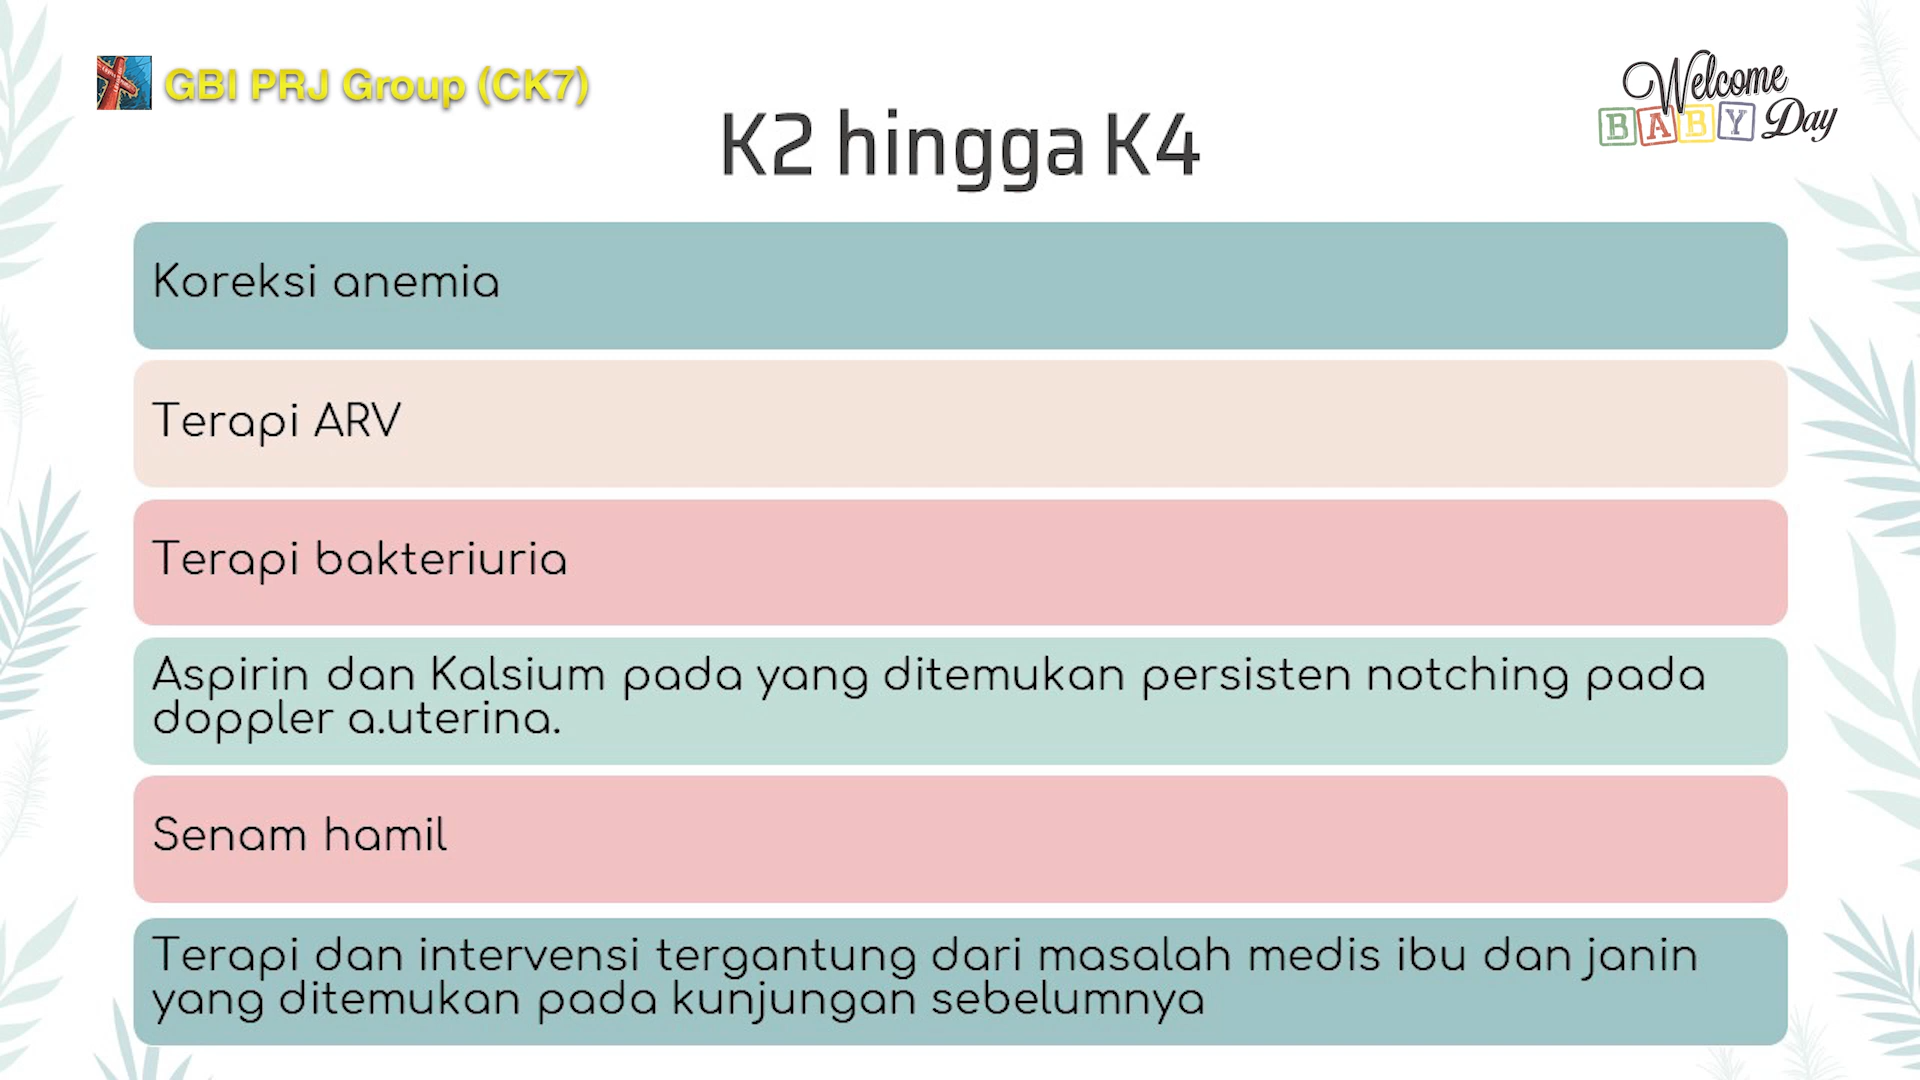 GBI PRJ Group (CK7)
Welcome
BABY Day
K2 hingga K4
Koreksi anemia
Terapi ARV
Terapi bakteriuria
Aspirin dan Kalsium pada yang ditemukan persisten notching pada
doppler a.uterina.
Senam hamil
Terapi dan intervensi tergantung dari masalah medis ibu dan janin
yang ditemukan pada kunjungan sebelumnya